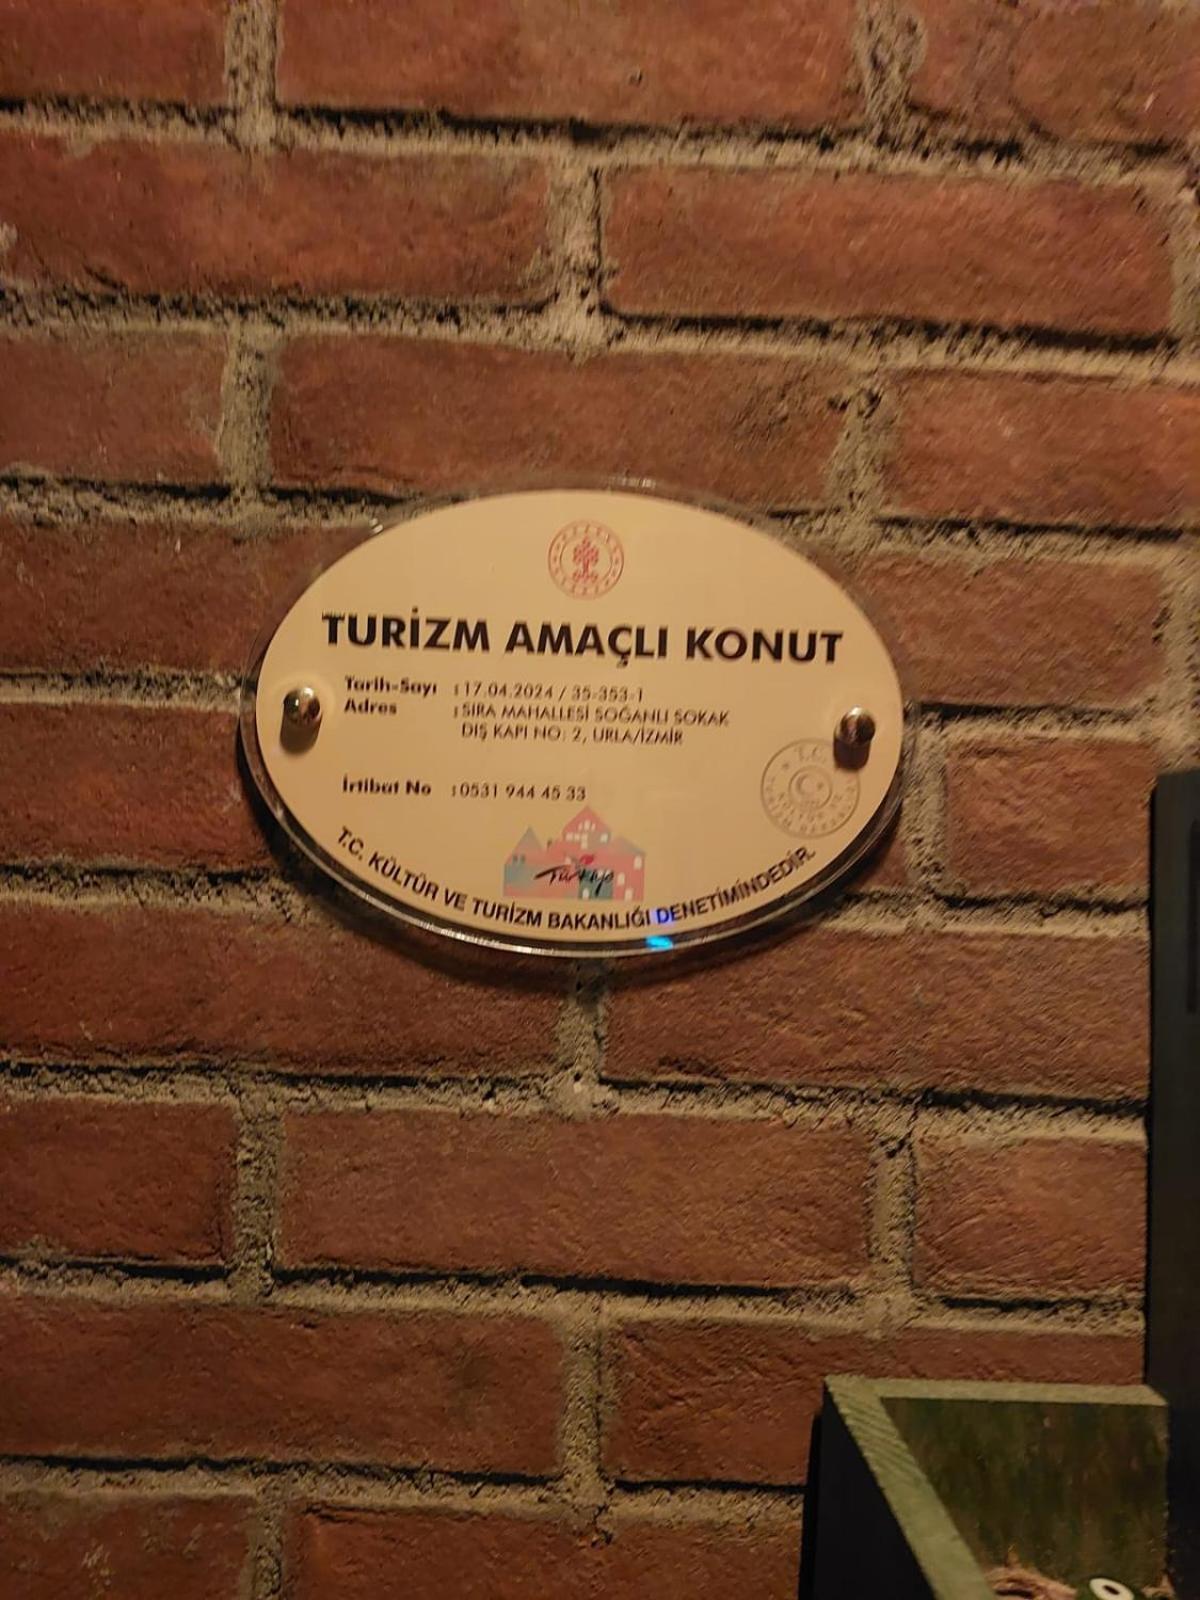 TURİZM AMAÇLI KONUT
Tarih-Sayı : 17.04.2024 / 35-353-1
Adres : SIRA MAHALLESİ SOĞANLI SOKAK
DIŞ KAPI NO: 2, URLA/İZMİR
İrtibat No : 0531 944 45 33
Türkiye
T.C. KÜLTÜR VE TURİZM BAKANLIĞI DENETİMİNDEDİR.
T.C.